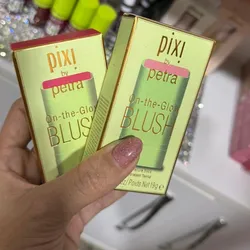 pixi
by
petra
On-the-Glow
BLUSH
pixi
by
petra
On-the-Glow
BLUSH